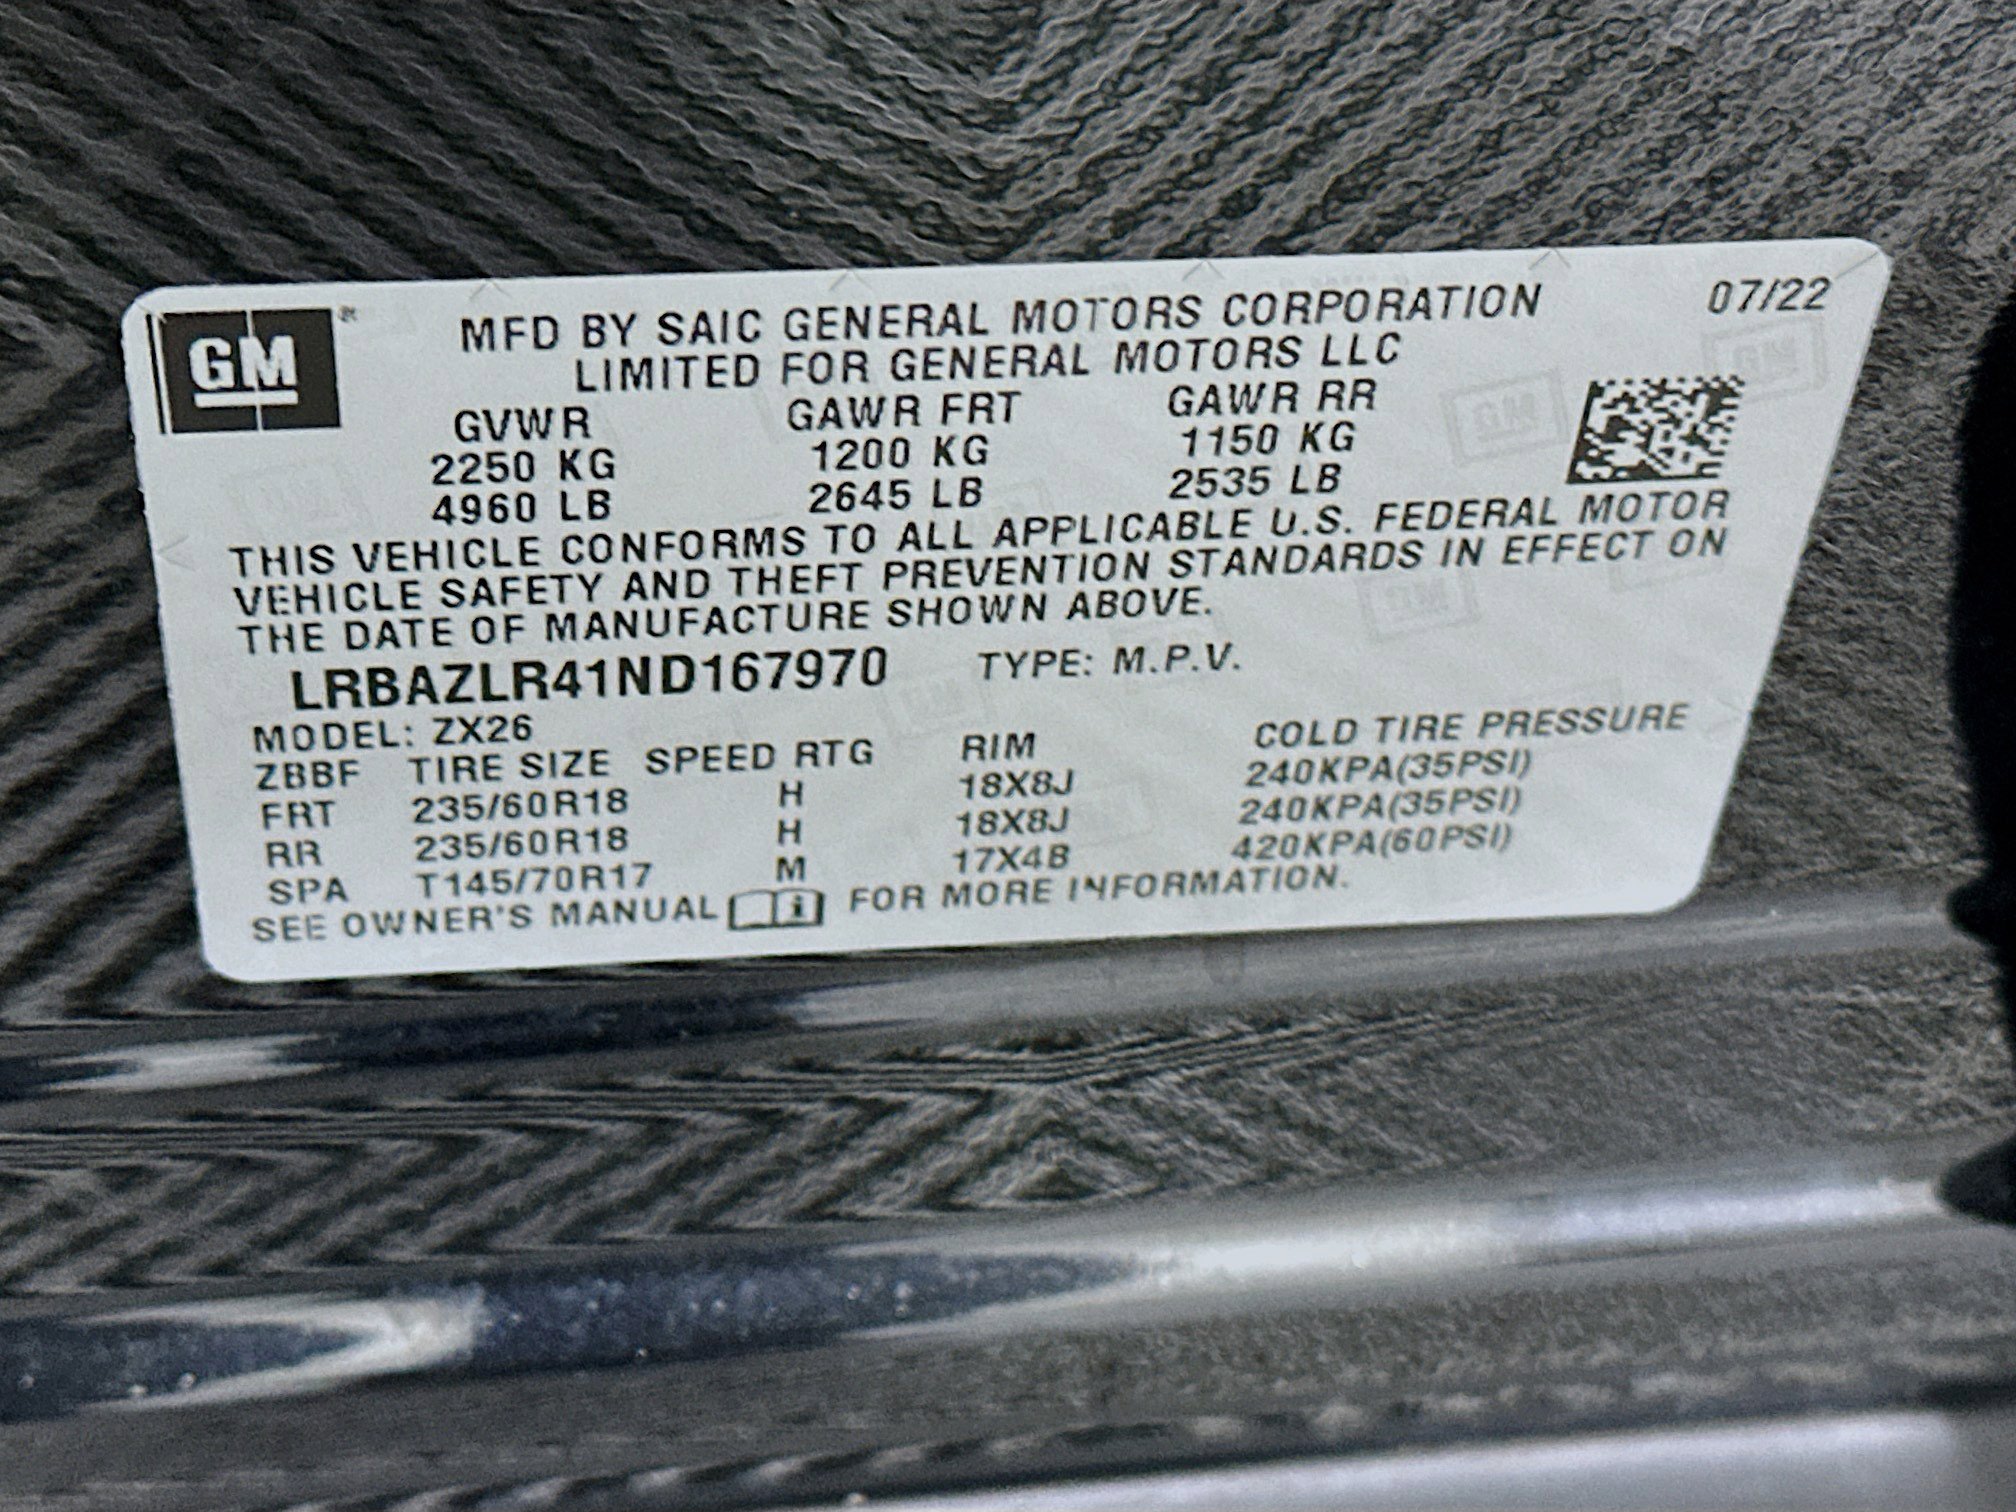 GM
MFD BY SAIC GENERAL MOTORS CORPORATION 07/22
LIMITED FOR GENERAL MOTORS LLC
GVWR GAWR FRT GAWR RR
2250 KG 1200 KG 1150 KG
4960 LB 2645 LB 2535 LB
THIS VEHICLE CONFORMS TO ALL APPLICABLE U.S. FEDERAL MOTOR
VEHICLE SAFETY AND THEFT PREVENTION STANDARDS IN EFFECT ON
THE DATE OF MANUFACTURE SHOWN ABOVE.
LRBAZLR41ND167970 TYPE: M.P.V.
MODEL: ZX26
ZBBF TIRE SIZE SPEED RTG RIM COLD TIRE PRESSURE
FRT 235/60R18 H 18X8J 240KPA(35PSI)
RR 235/60R18 H 18X8J 240KPA(35PSI)
SPA T145/70R17 M 17X4B 420KPA(60PSI)
SEE OWNER'S MANUAL FOR MORE INFORMATION.